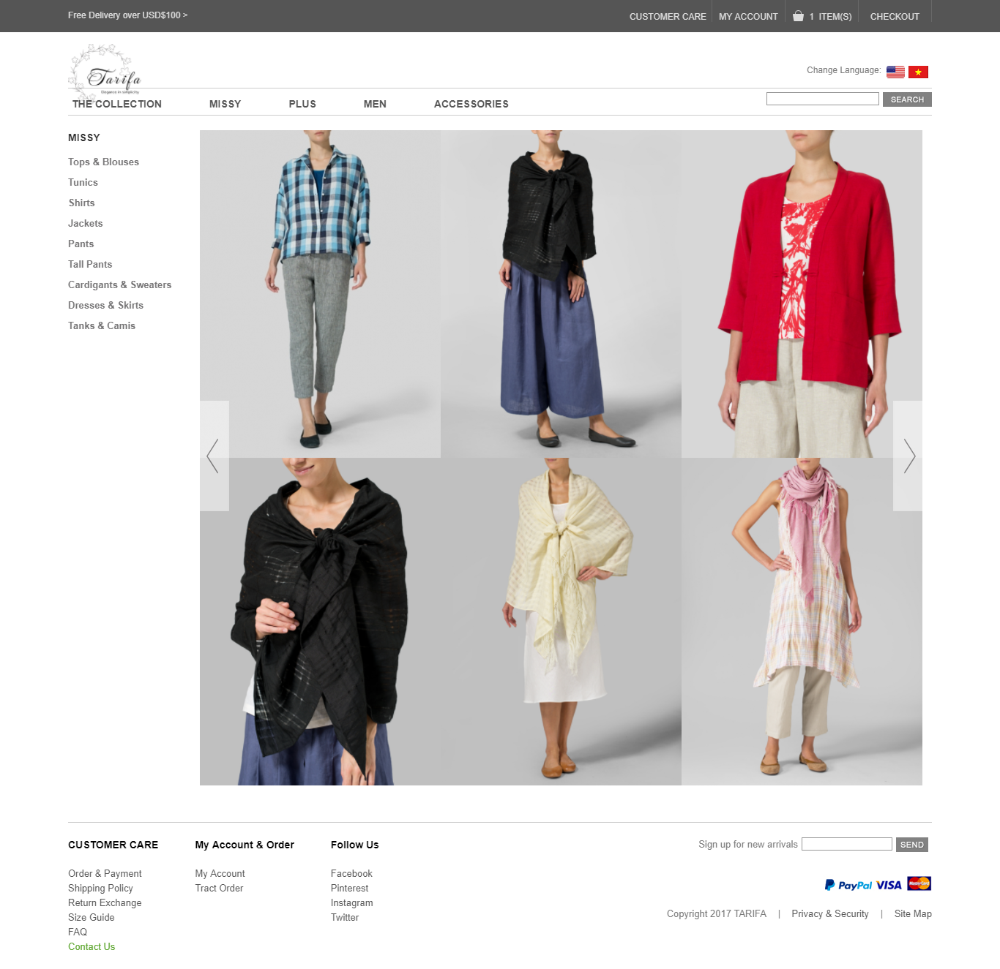 Free Delivery over USD$100 >
CUSTOMER CARE
MY ACCOUNT
1 ITEM(S)
CHECKOUT
Tarifa
Elegance in simplicity
Change Language:
THE COLLECTION
MISSY
PLUS
MEN
ACCESSORIES
SEARCH
MISSY
Tops & Blouses
Tunics
Shirts
Jackets
Pants
Tall Pants
Cardigants & Sweaters
Dresses & Skirts
Tanks & Camis
CUSTOMER CARE
Order & Payment
Shipping Policy
Return Exchange
Size Guide
FAQ
Contact Us
My Account & Order
My Account
Tract Order
Follow Us
Facebook
Pinterest
Instagram
Twitter
Sign up for new arrivals
SEND
PayPal
VISA
MasterCard
Copyright 2017 TARIFA | Privacy & Security | Site Map